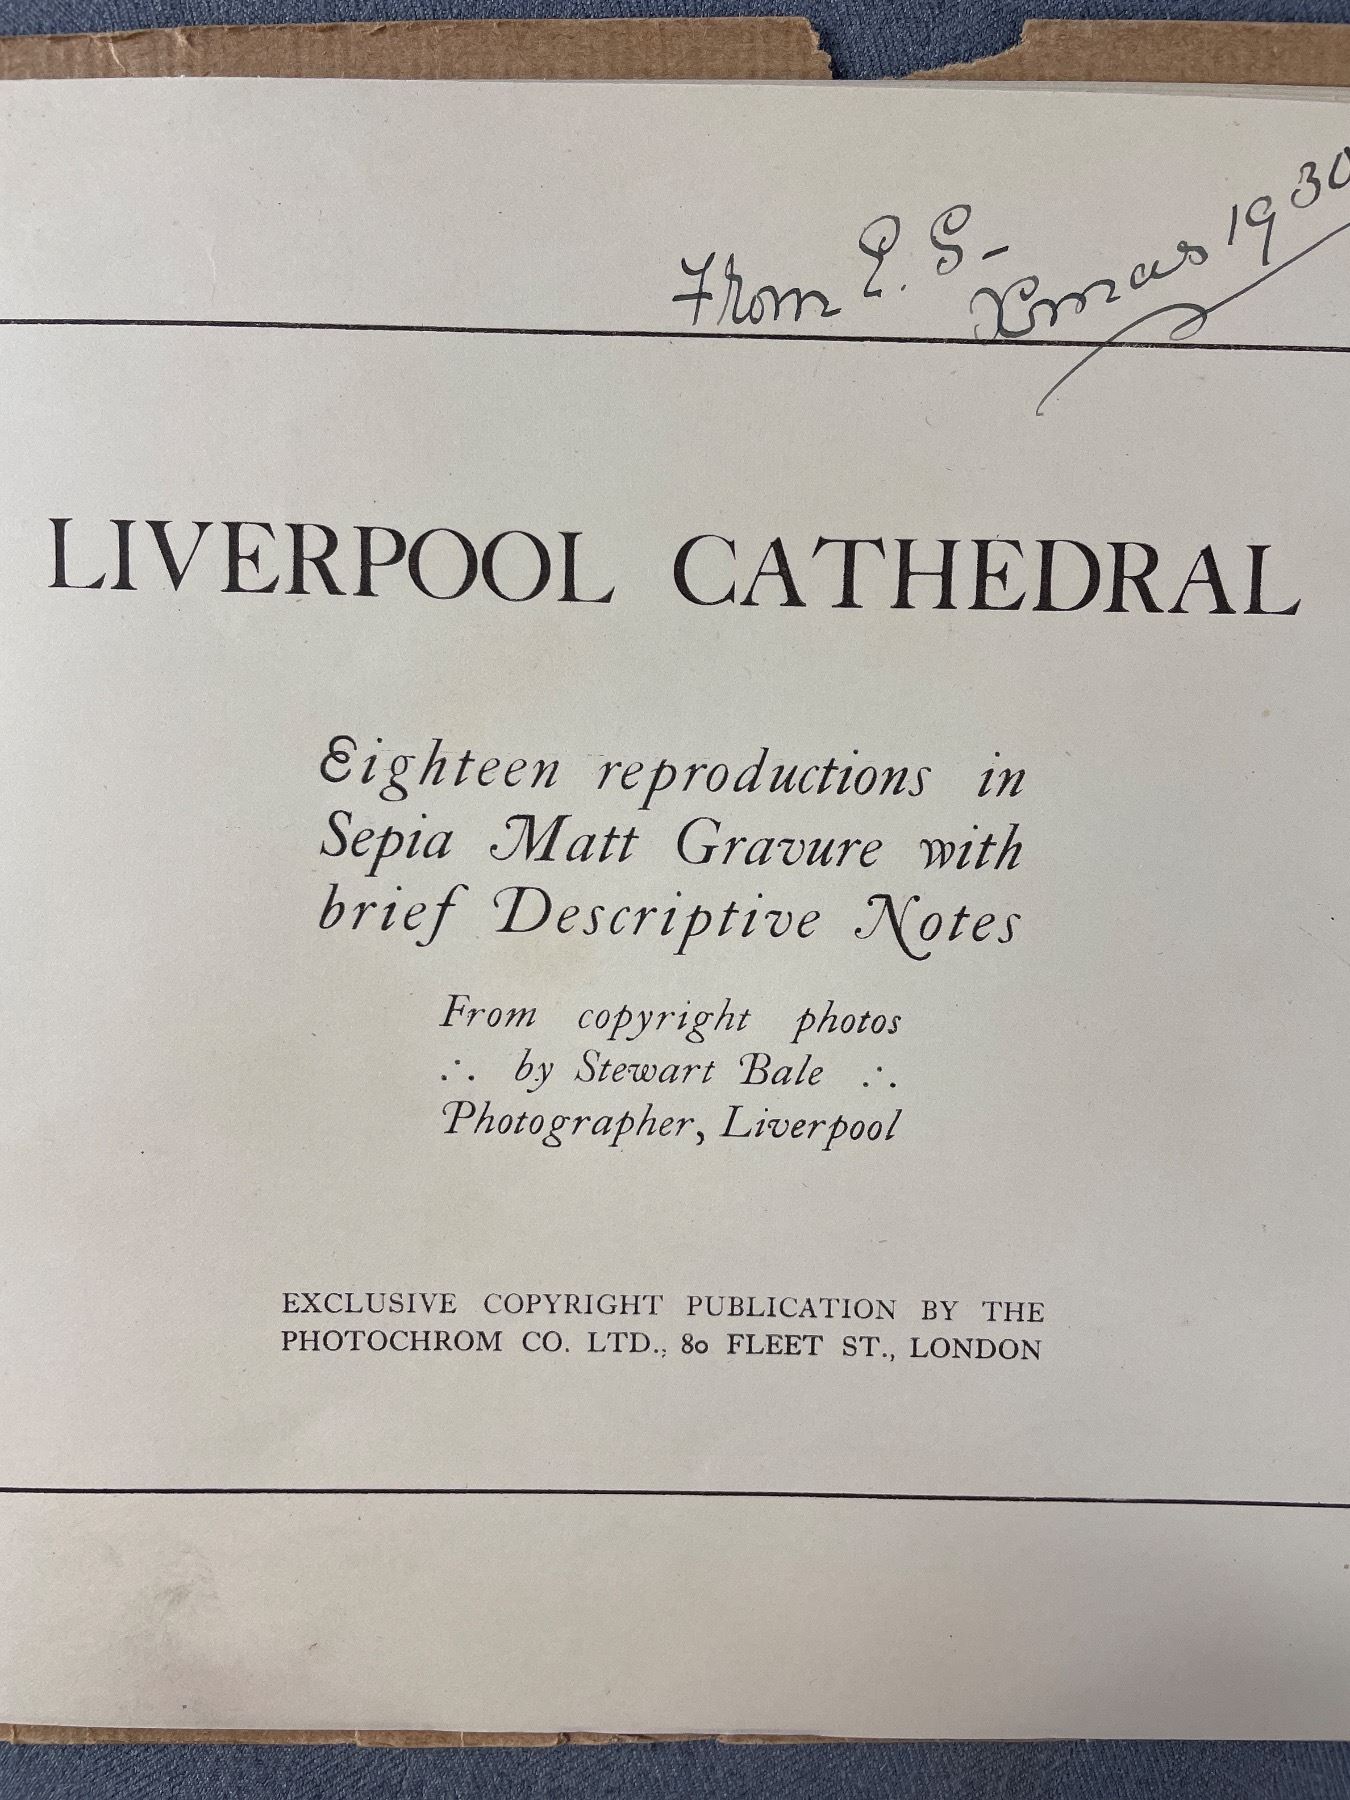 From P. S-
Xmas 1930
LIVERPOOL CATHEDRAL
Eighteen reproductions in
Sepia Matt Gravure with
brief Descriptive Notes
From copyright photos
∴ by Stewart Bale ∴
Photographer, Liverpool
EXCLUSIVE COPYRIGHT PUBLICATION BY THE
PHOTOCHROM CO. LTD., 80 FLEET ST., LONDON